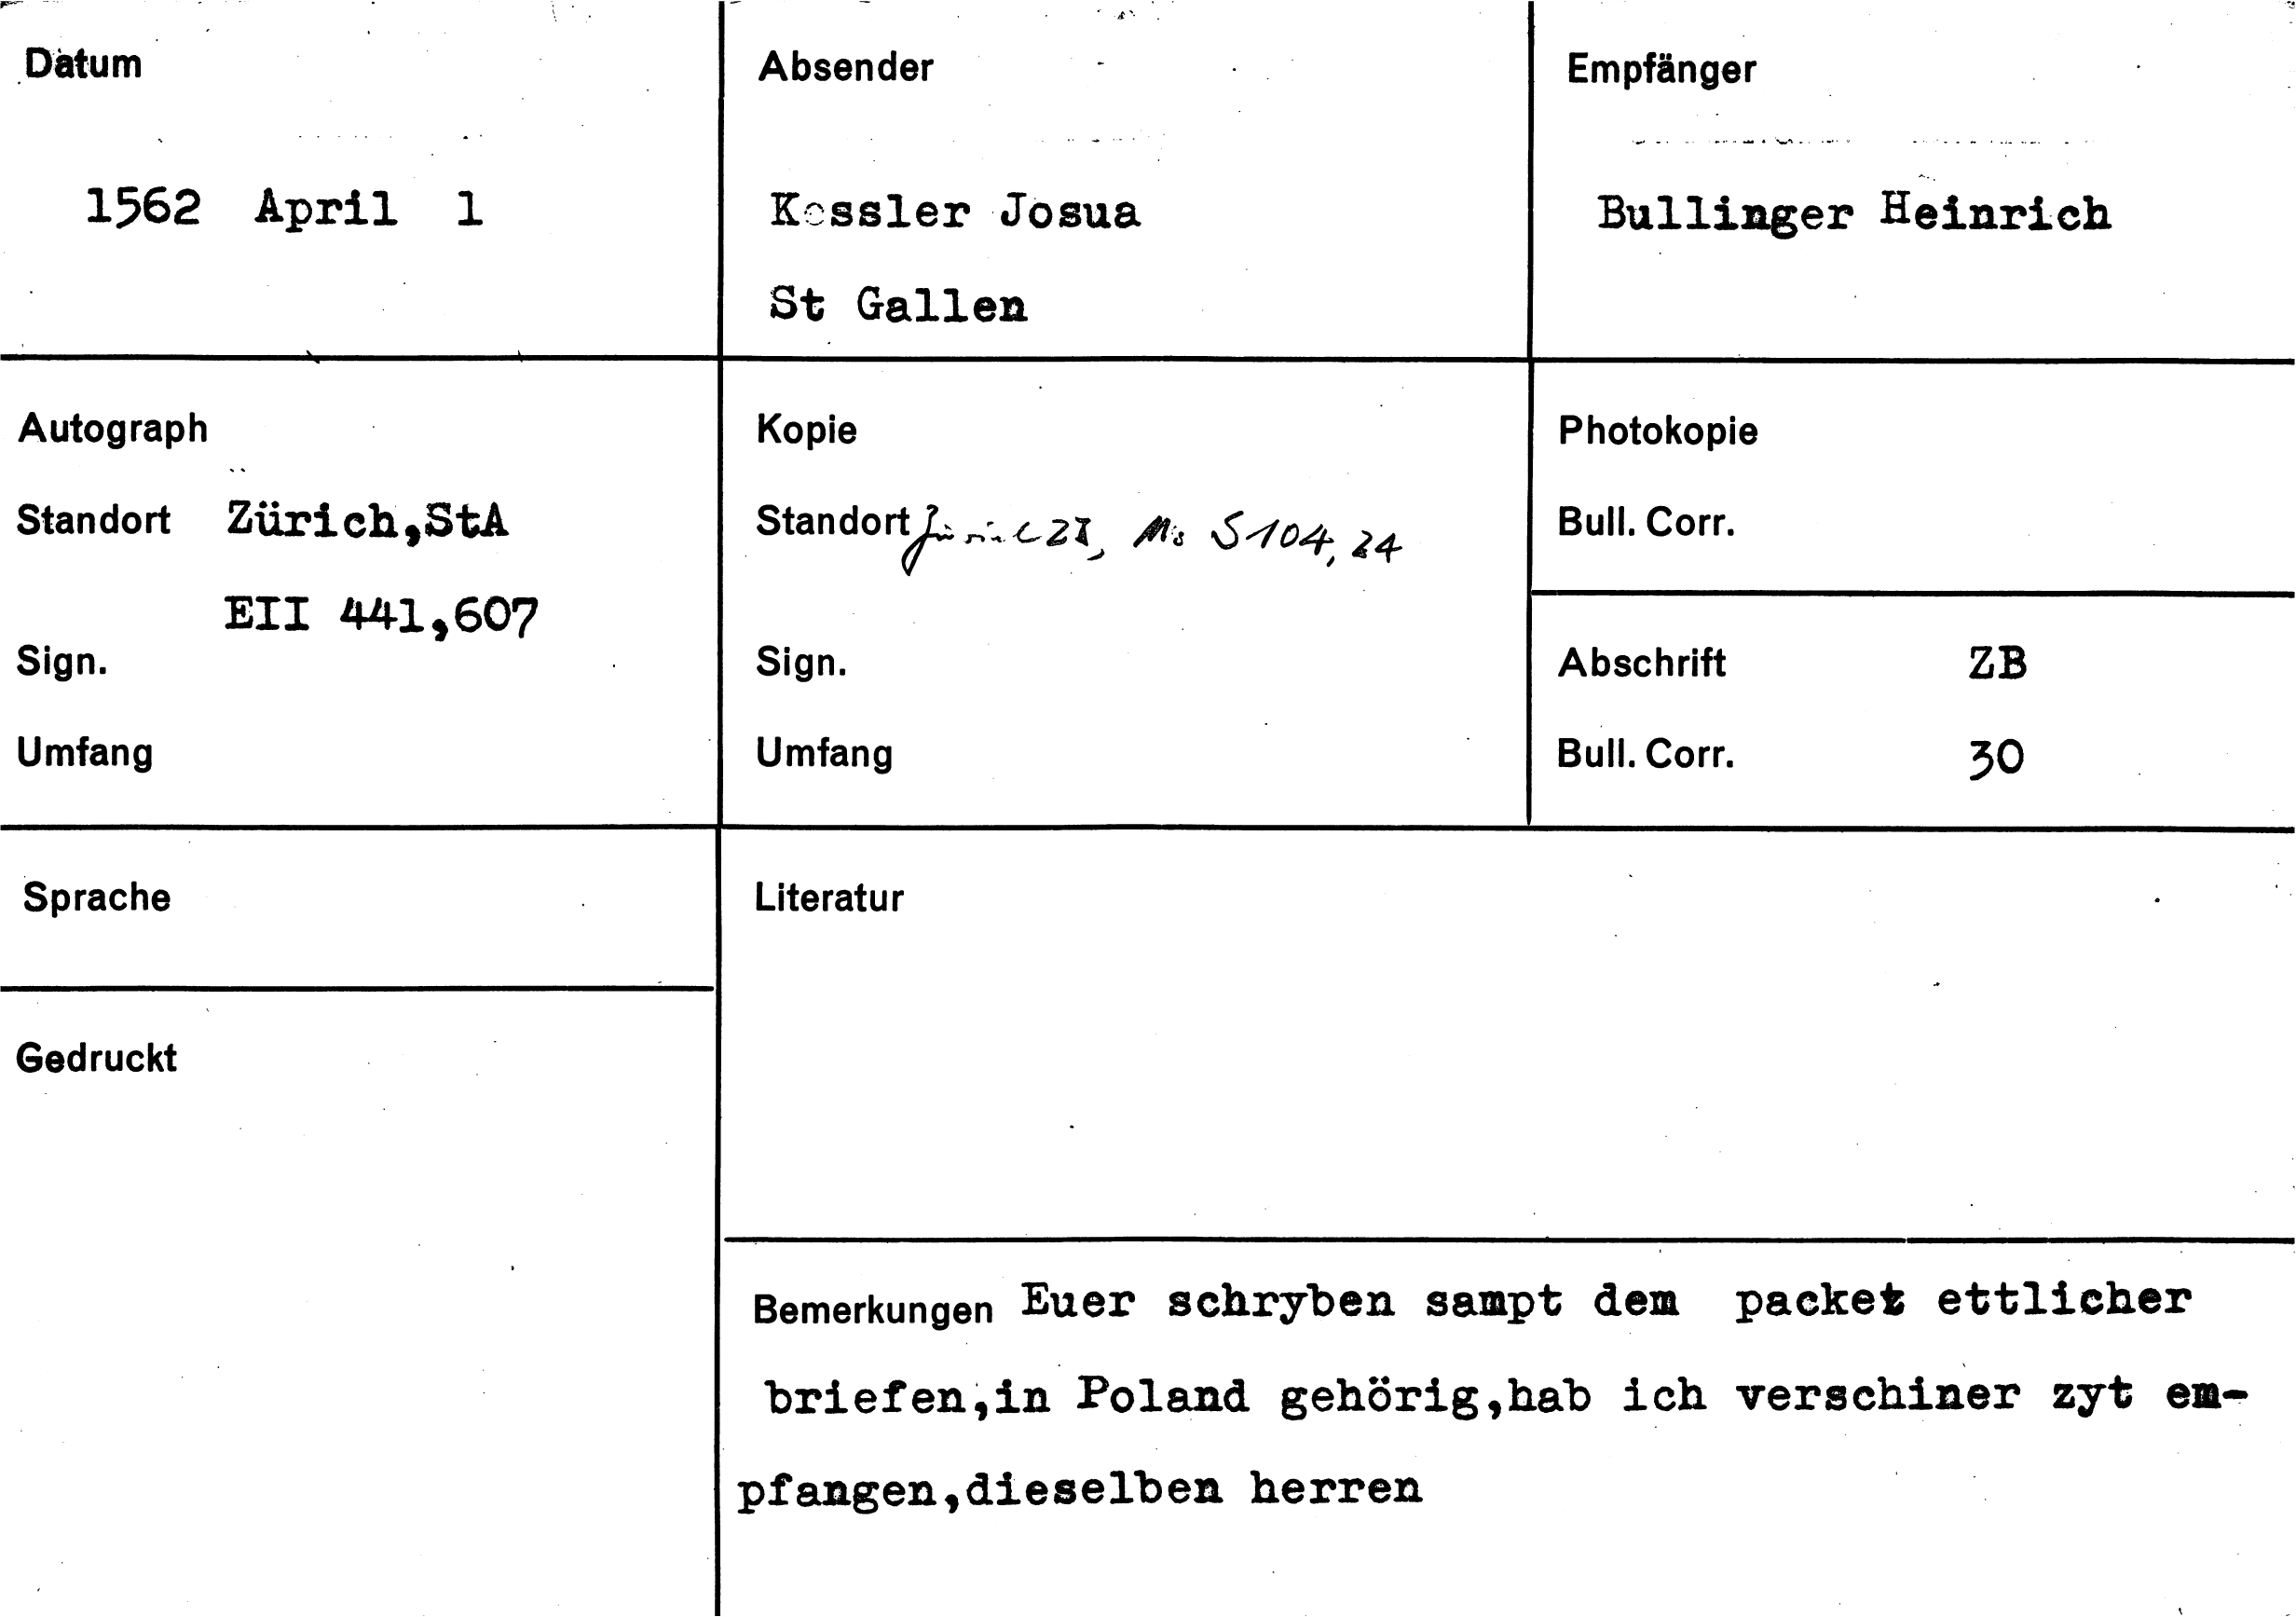 Datum
1562 April 1
Absender
Kessler Josua
St Gallen
Empfänger
Bullinger Heinrich
Autograph
Standort Zürich,StA
EII 441,607
Sign.
Umfang
Kopie
Standort Zürich ZB, Ms S 104, 24
Sign.
Umfang
Photokopie
Bull. Corr.
Abschrift ZB
Bull. Corr. 30
Sprache
Gedruckt
Literatur
Bemerkungen Euer schryben sampt dem packet ettlicher
briefen,in Poland gehörig,hab ich verschiner zyt em-
pfangen,dieselben herren